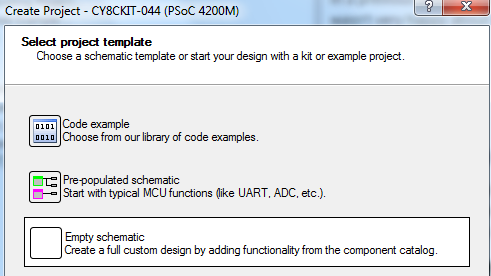 Create Project - CY8CKIT-044 (PSoC 4200M)
?
Select project template
Choose a schematic template or start your design with a kit or example project.
0101
0010
Code example
Choose from our library of code examples.
Pre-populated schematic
Start with typical MCU functions (like UART, ADC, etc.).
Empty schematic
Create a full custom design by adding functionality from the component catalog.